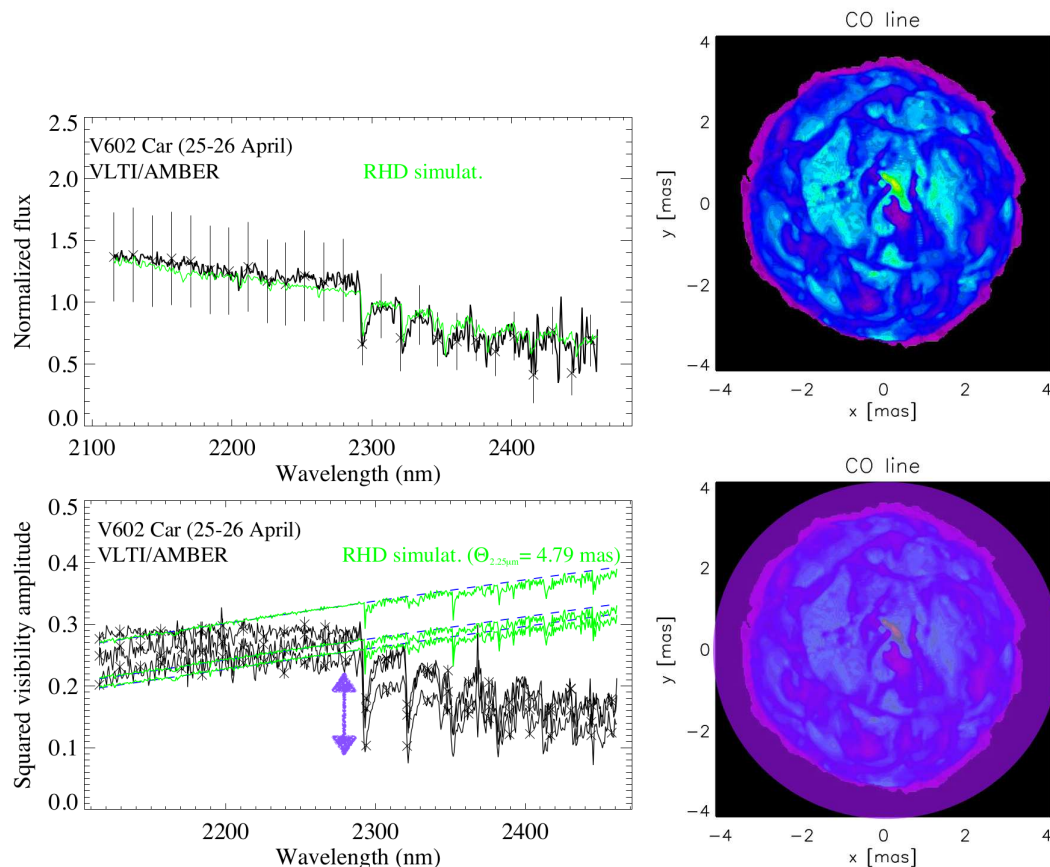 CO line
4
2
0
−2
−4
y [mas]
−4 −2 0 2 4
x [mas]
2.5
2.0
1.5
1.0
0.5
0.0
Normalized flux
V602 Car (25-26 April)
VLTI/AMBER RHD simulat.
2100 2200 2300 2400
Wavelength (nm)
0.5
0.4
0.3
0.2
0.1
0.0
Squared visibility amplitude
V602 Car (25-26 April)
VLTI/AMBER RHD simulat. (Θ2.25μm= 4.79 mas)
2200 2300 2400
Wavelength (nm)
CO line
4
2
0
−2
−4
y [mas]
−4 −2 0 2 4
x [mas]